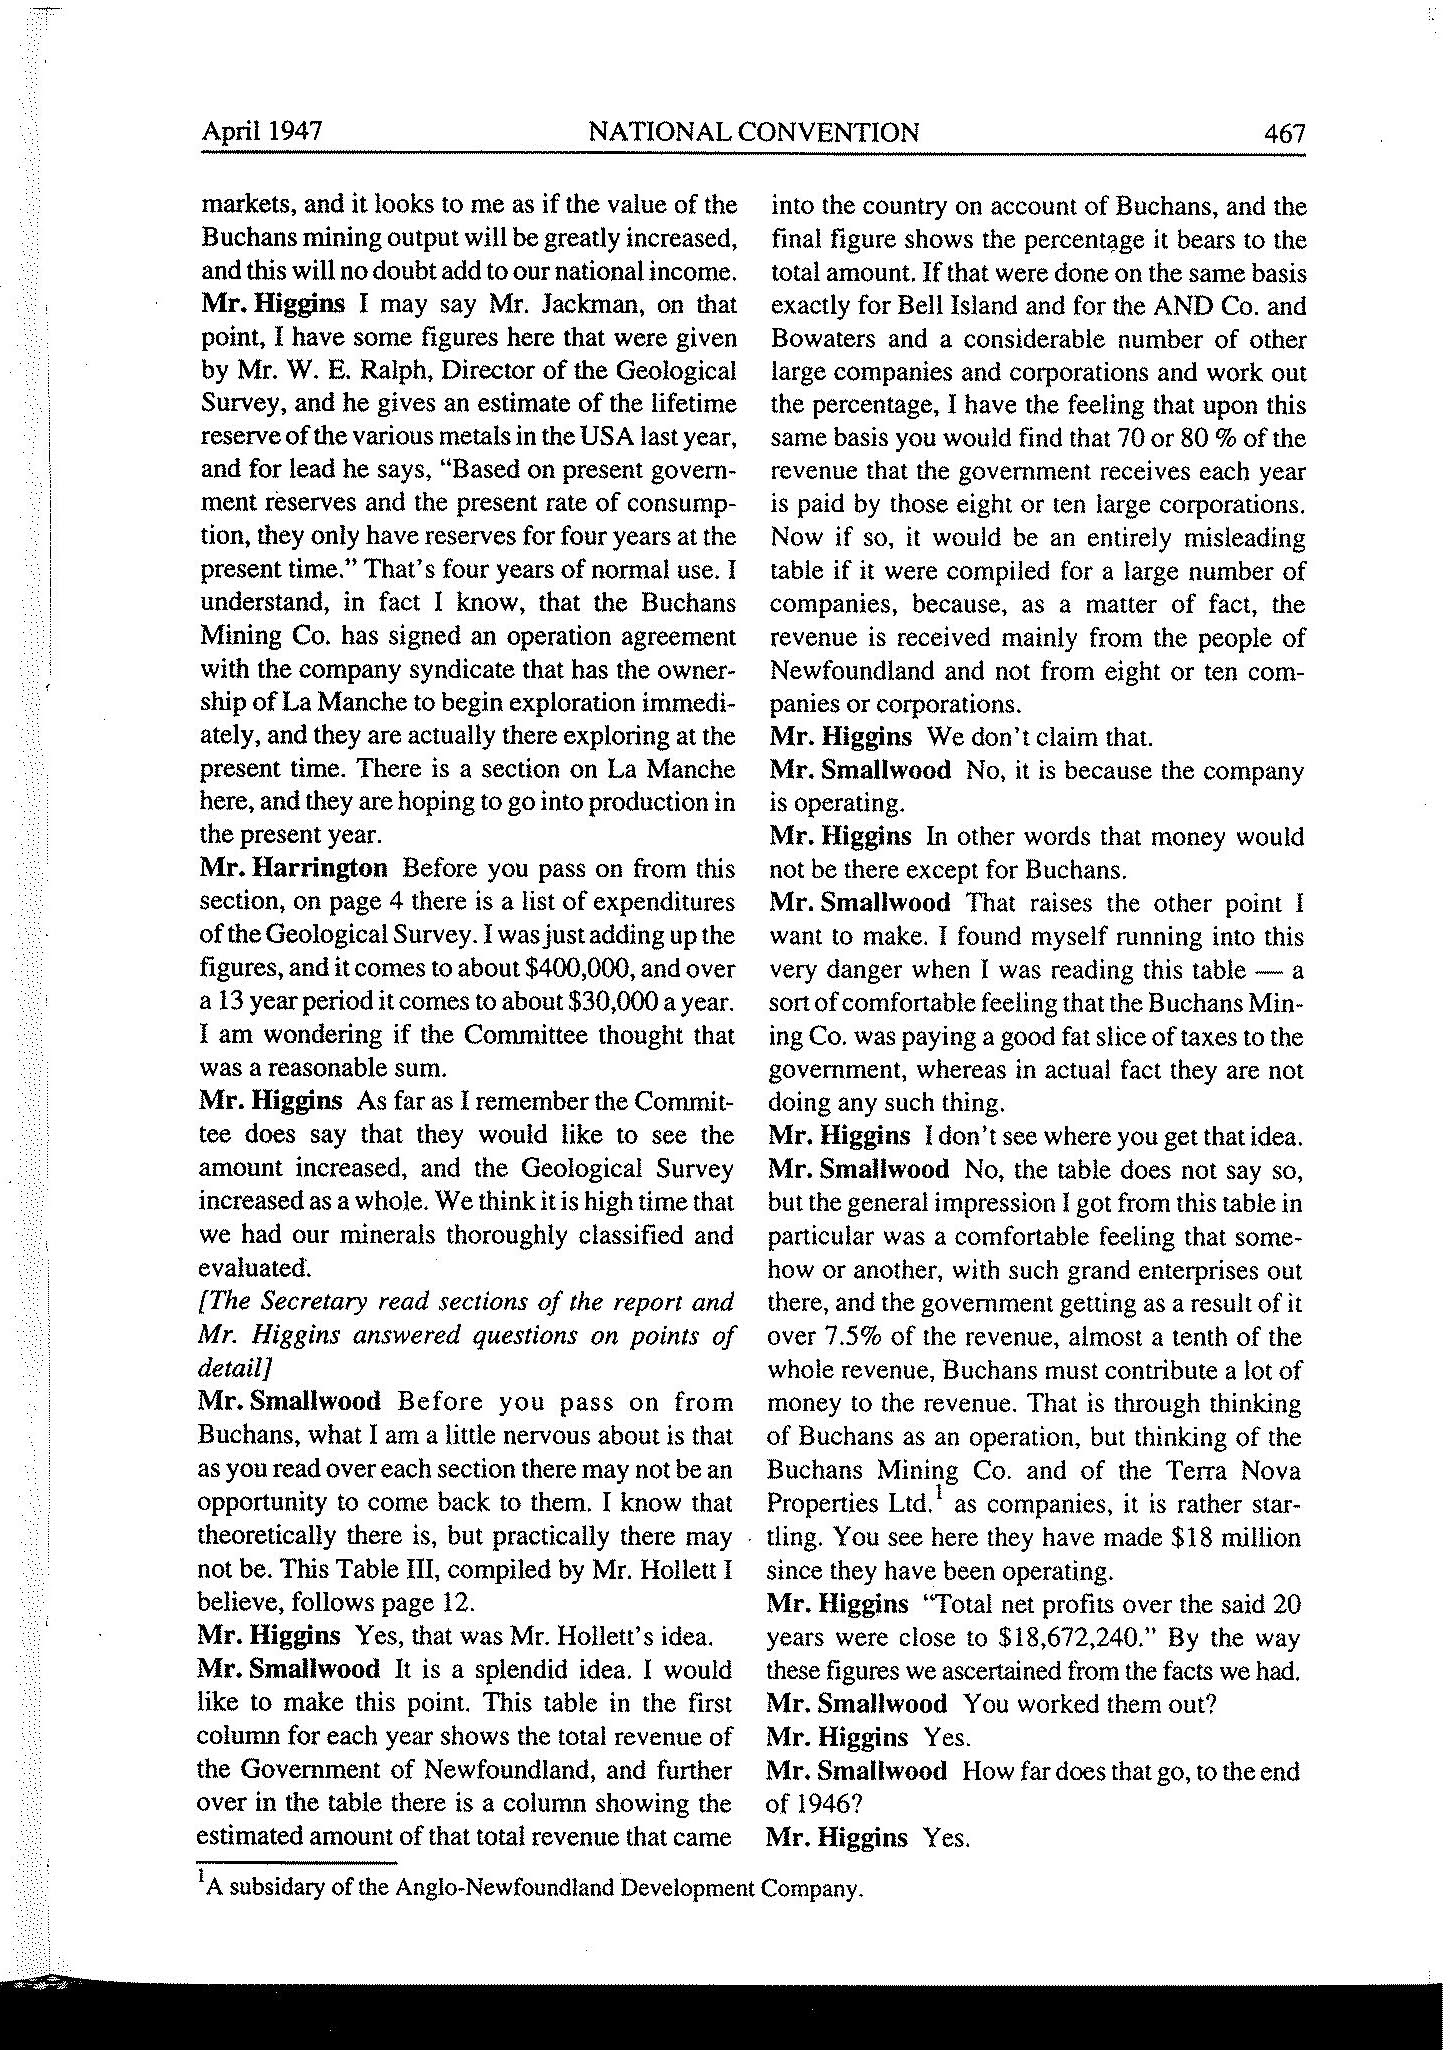 April 1947 NATIONAL CONVENTION 467
markets, and it looks to me as if the value of the
Buchans mining output will be greatly increased,
and this will no doubt add to our national income.
Mr. Higgins I may say Mr. Jackman, on that
point, I have some figures here that were given
by Mr. W. E. Ralph, Director of the Geological
Survey, and he gives an estimate of the lifetime
reserve of the various metals in the USA last year,
and for lead he says, “Based on present govern-
ment reserves and the present rate of consump-
tion, they only have reserves for four years at the
present time.” That's four years of normal use. I
understand, in fact I know, that the Buchans
Mining Co. has signed an operation agreement
with the company syndicate that has the owner-
ship of La Manche to begin exploration immedi-
ately, and they are actually there exploring at the
present time. There is a section on La Manche
here, and they are hoping to go into production in
the present year.
Mr. Harrington Before you pass on from this
section, on page 4 there is a list of expenditures
of the Geological Survey. I was just adding up the
figures, and it comes to about $400,000, and over
a 13 year period it comes to about $30,000 a year.
I am wondering if the Committee thought that
was a reasonable sum.
Mr. Higgins As far as I remember the Commit-
tee does say that they would like to see the
amount increased, and the Geological Survey
increased as a whole. We think it is high time that
we had our minerals thoroughly classified and
evaluated.
[The Secretary read sections of the report and
Mr. Higgins answered questions on points of
detail]
Mr. Smallwood Before you pass on from
Buchans, what I am a little nervous about is that
as you read over each section there may not be an
opportunity to come back to them. I know that
theoretically there is, but practically there may
not be. This Table III, compiled by Mr. Hollett I
believe, follows page 12.
Mr. Higgins Yes, that was Mr. Hollett's idea.
Mr. Smallwood It is a splendid idea. I would
like to make this point. This table in the first
column for each year shows the total revenue of
the Government of Newfoundland, and further
over in the table there is a column showing the
estimated amount of that total revenue that came
into the country on account of Buchans, and the
final figure shows the percentage it bears to the
total amount. If that were done on the same basis
exactly for Bell Island and for the AND Co. and
Bowaters and a considerable number of other
large companies and corporations and work out
the percentage, I have the feeling that upon this
same basis you would find that 70 or 80 % of the
revenue that the government receives each year
is paid by those eight or ten large corporations.
Now if so, it would be an entirely misleading
table if it were compiled for a large number of
companies, because, as a matter of fact, the
revenue is received mainly from the people of
Newfoundland and not from eight or ten com-
panies or corporations.
Mr. Higgins We don't claim that.
Mr. Smallwood No, it is because the company
is operating.
Mr. Higgins In other words that money would
not be there except for Buchans.
Mr. Smallwood That raises the other point I
want to make. I found myself running into this
very danger when I was reading this table — a
sort of comfortable feeling that the Buchans Min-
ing Co. was paying a good fat slice of taxes to the
government, whereas in actual fact they are not
doing any such thing.
Mr. Higgins I don't see where you get that idea.
Mr. Smallwood No, the table does not say so,
but the general impression I got from this table in
particular was a comfortable feeling that some-
how or another, with such grand enterprises out
there, and the government getting as a result of it
over 7.5% of the revenue, almost a tenth of the
whole revenue, Buchans must contribute a lot of
money to the revenue. That is through thinking
of Buchans as an operation, but thinking of the
Buchans Mining Co. and of the Terra Nova
Properties Ltd.¹ as companies, it is rather star-
tling. You see here they have made $18 million
since they have been operating.
Mr. Higgins “Total net profits over the said 20
years were close to $18,672,240.” By the way
these figures we ascertained from the facts we had.
Mr. Smallwood You worked them out?
Mr. Higgins Yes.
Mr. Smallwood How far does that go, to the end
of 1946?
Mr. Higgins Yes.
¹A subsidary of the Anglo-Newfoundland Development Company.